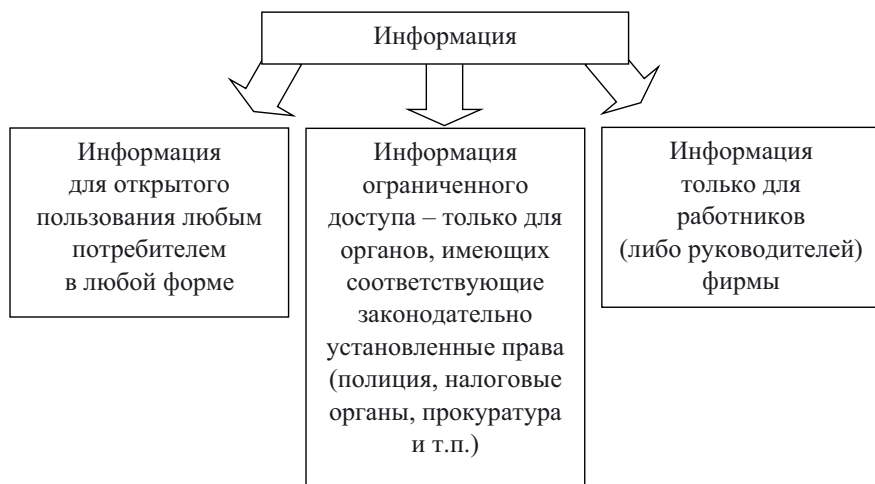 Информация
Информация
для открытого
пользования любым
потребителем
в любой форме
Информация
ограниченного
доступа – только для
органов, имеющих
соответствующие
законодательно
установленные права
(полиция, налоговые
органы, прокуратура
и т.п.)
Информация
только для
работников
(либо руководителей)
фирмы